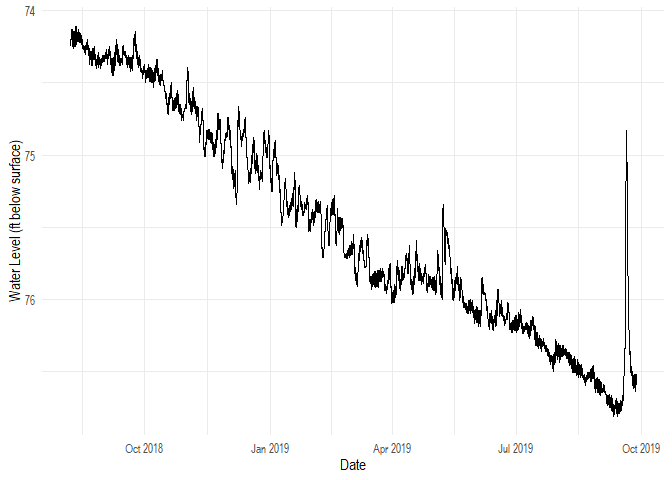 74
75
76
Water Level (ft below surface)
Oct 2018
Jan 2019
Apr 2019
Jul 2019
Oct 2019
Date